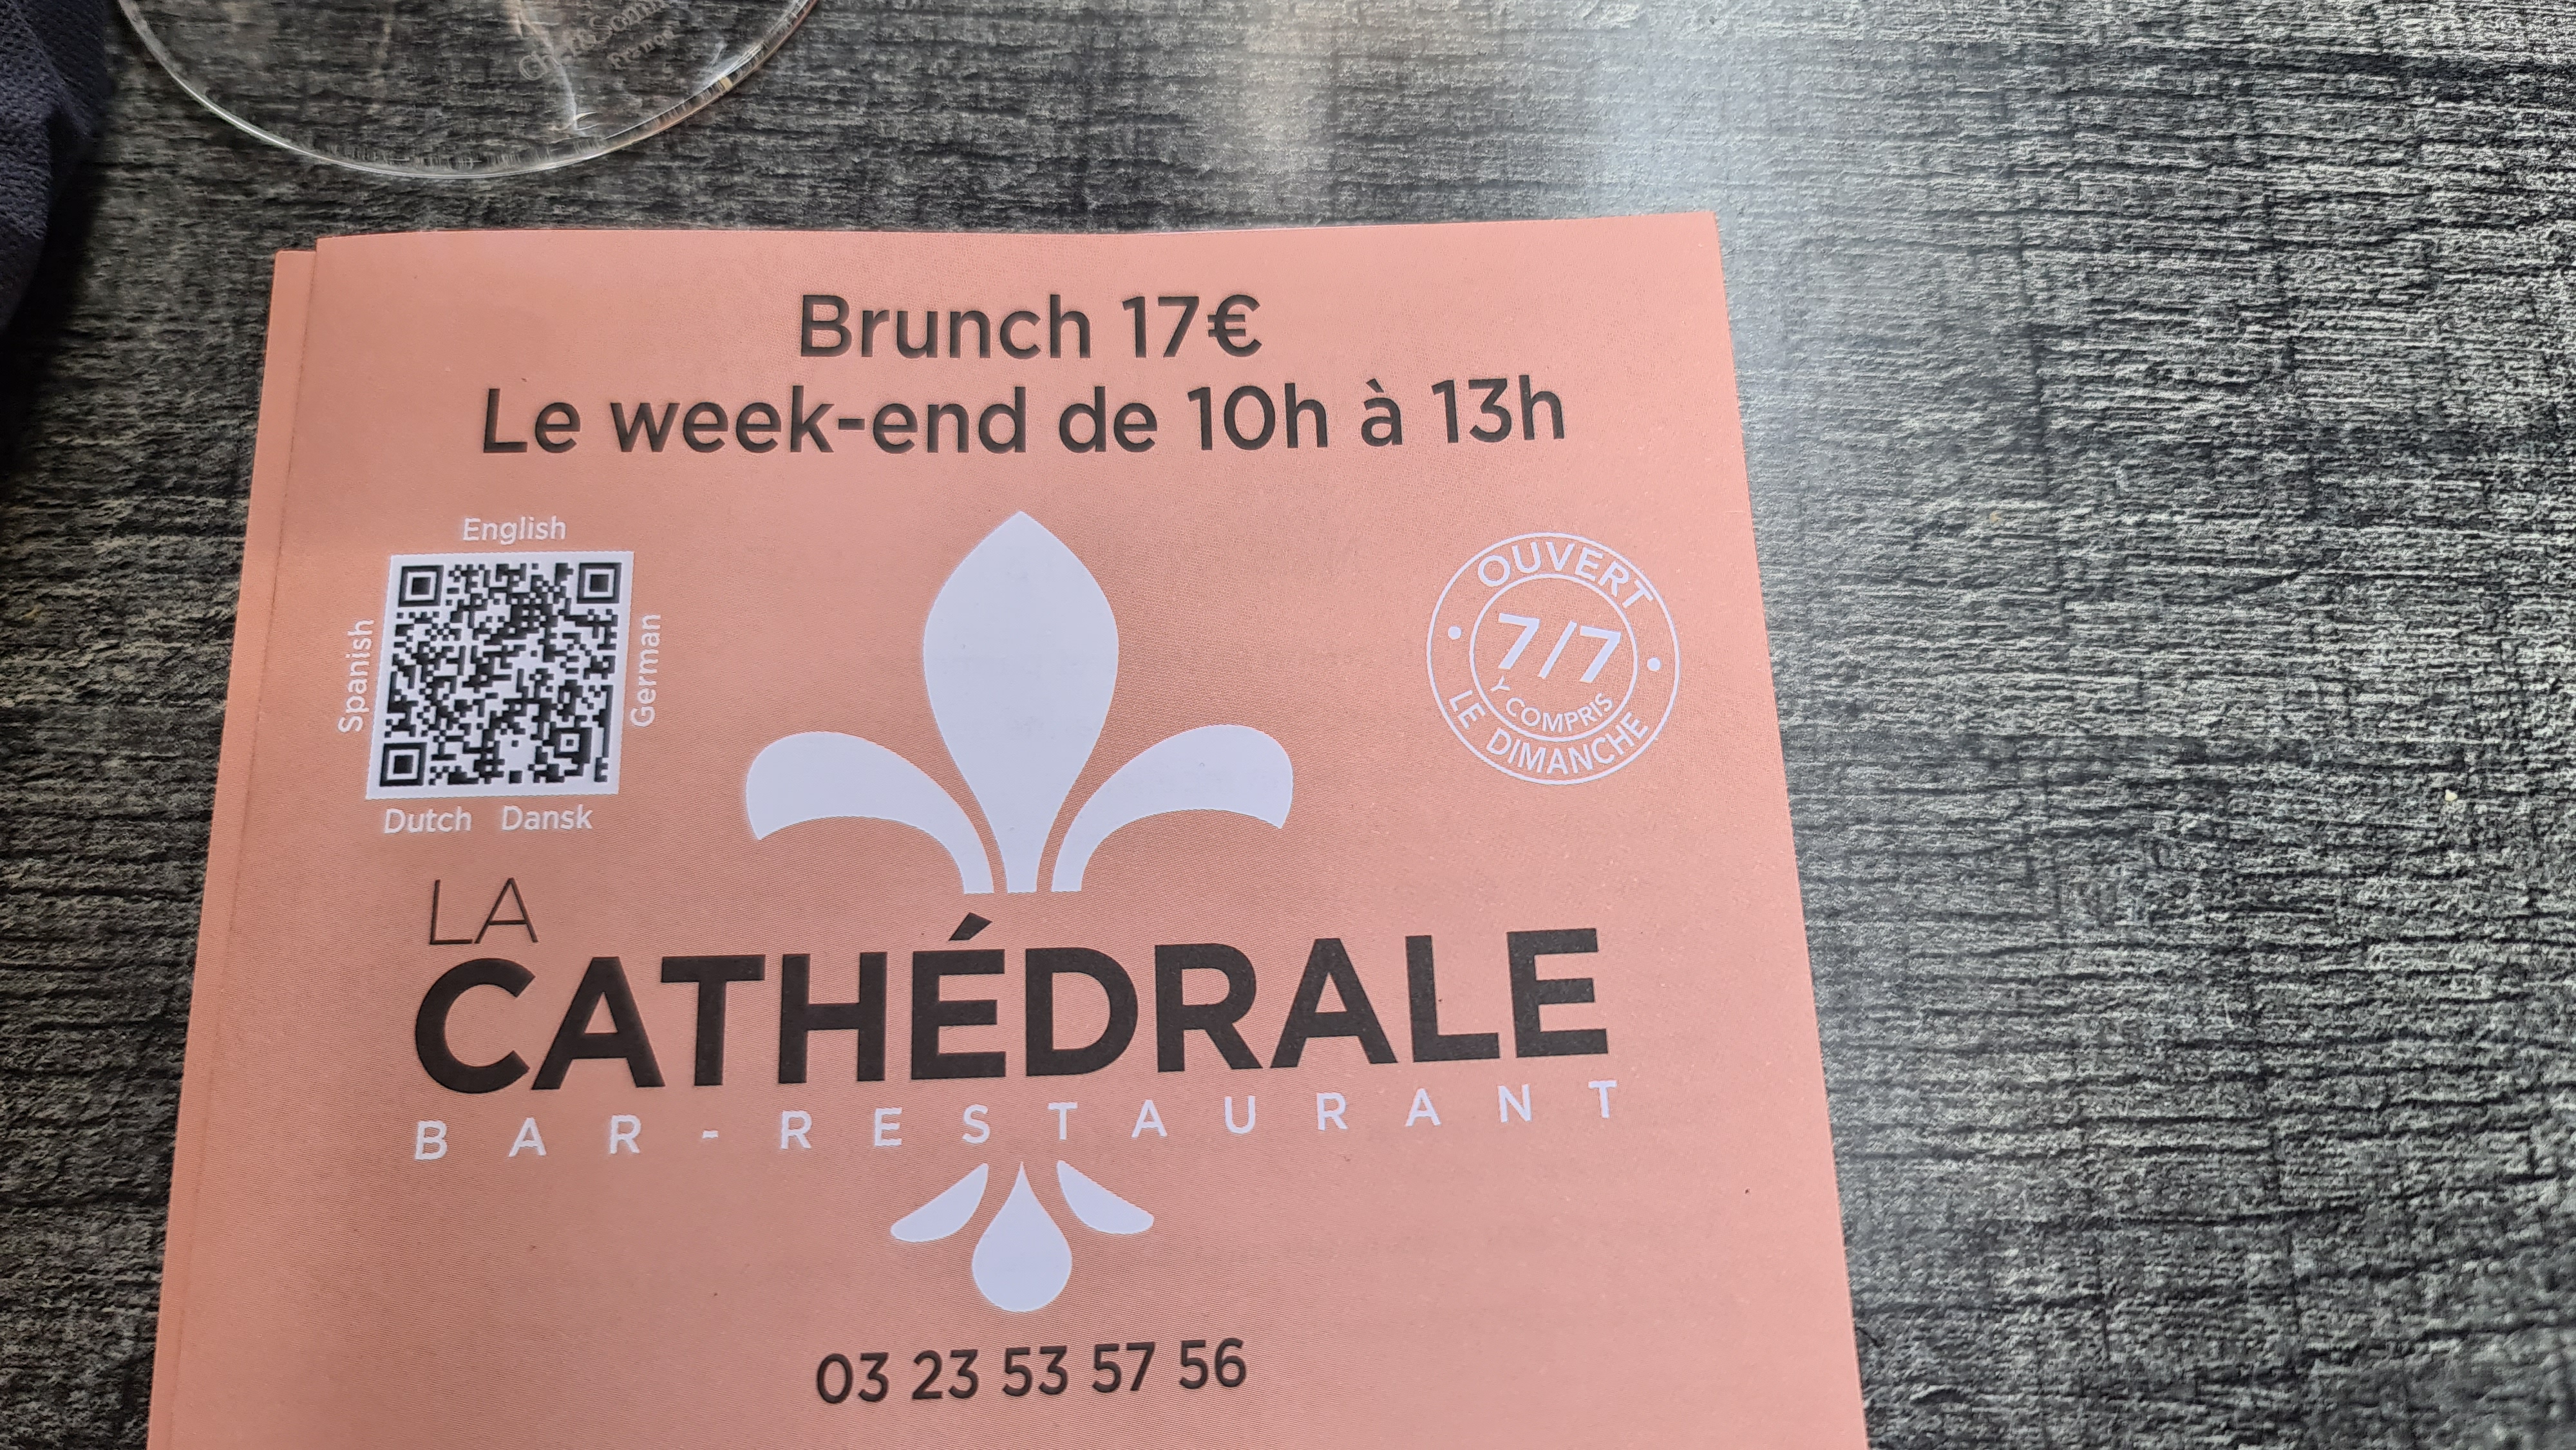 France
Brunch 17€
Le week-end de 10h à 13h
English
Spanish
German
Dutch Dansk
OUVERT
7/7
Y COMPRIS
LE DIMANCHE
LA
CATHÉDRALE
BAR-RESTAURANT
03 23 53 57 56